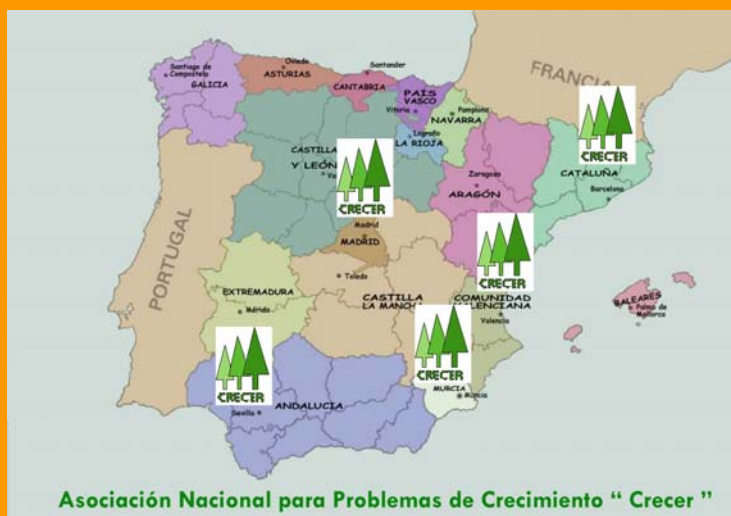 Oviedo
Santander
Santiago de
Compostela
GALICIA
ASTURIAS
CANTABRIA
PAIS
VASCO
Vitoria
FRANCIA
Pamplona
NAVARRA
Logroño
LA RIOJA
CASTILLA
Y LEÓN
CRECER
CRECER
CATALUÑA
Barcelona
Zaragoza
ARAGÓN
PORTUGAL
Madrid
MADRID
CRECER
Toledo
EXTREMADURA
Mérida
CASTILLA
LA MANCHA
COMUNIDAD
VALENCIANA
Valencia
BALEARES
Palma de
Mallorca
CRECER
CRECER
MURCIA
Murcia
Sevilla
ANDALUCIA
Asociación Nacional para Problemas de Crecimiento “ Crecer ”